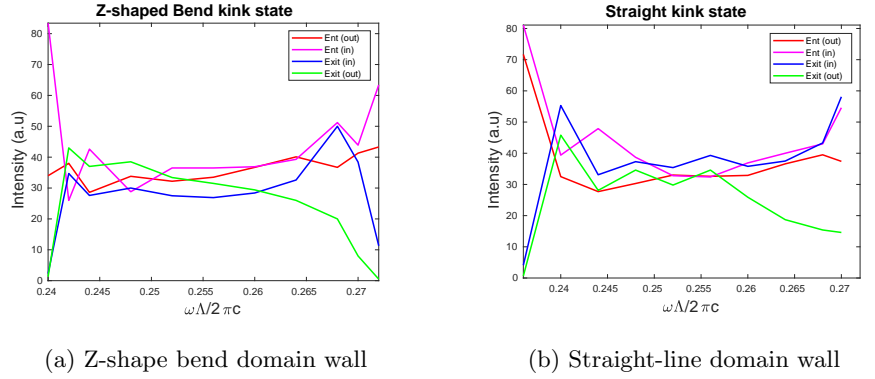 Z-shaped Bend kink state
Intensity (a.u)
80
70
60
50
40
30
20
10
0
Ent (out)
Ent (in)
Exit (in)
Exit (out)
0.24 0.245 0.25 0.255 0.26 0.265 0.27
ωΛ/2 πc
(a) Z-shape bend domain wall
Straight kink state
Intensity (a.u)
80
70
60
50
40
30
20
10
0
Ent (out)
Ent (in)
Exit (in)
Exit (out)
0.24 0.245 0.25 0.255 0.26 0.265 0.27
ωΛ/2 πc
(b) Straight-line domain wall